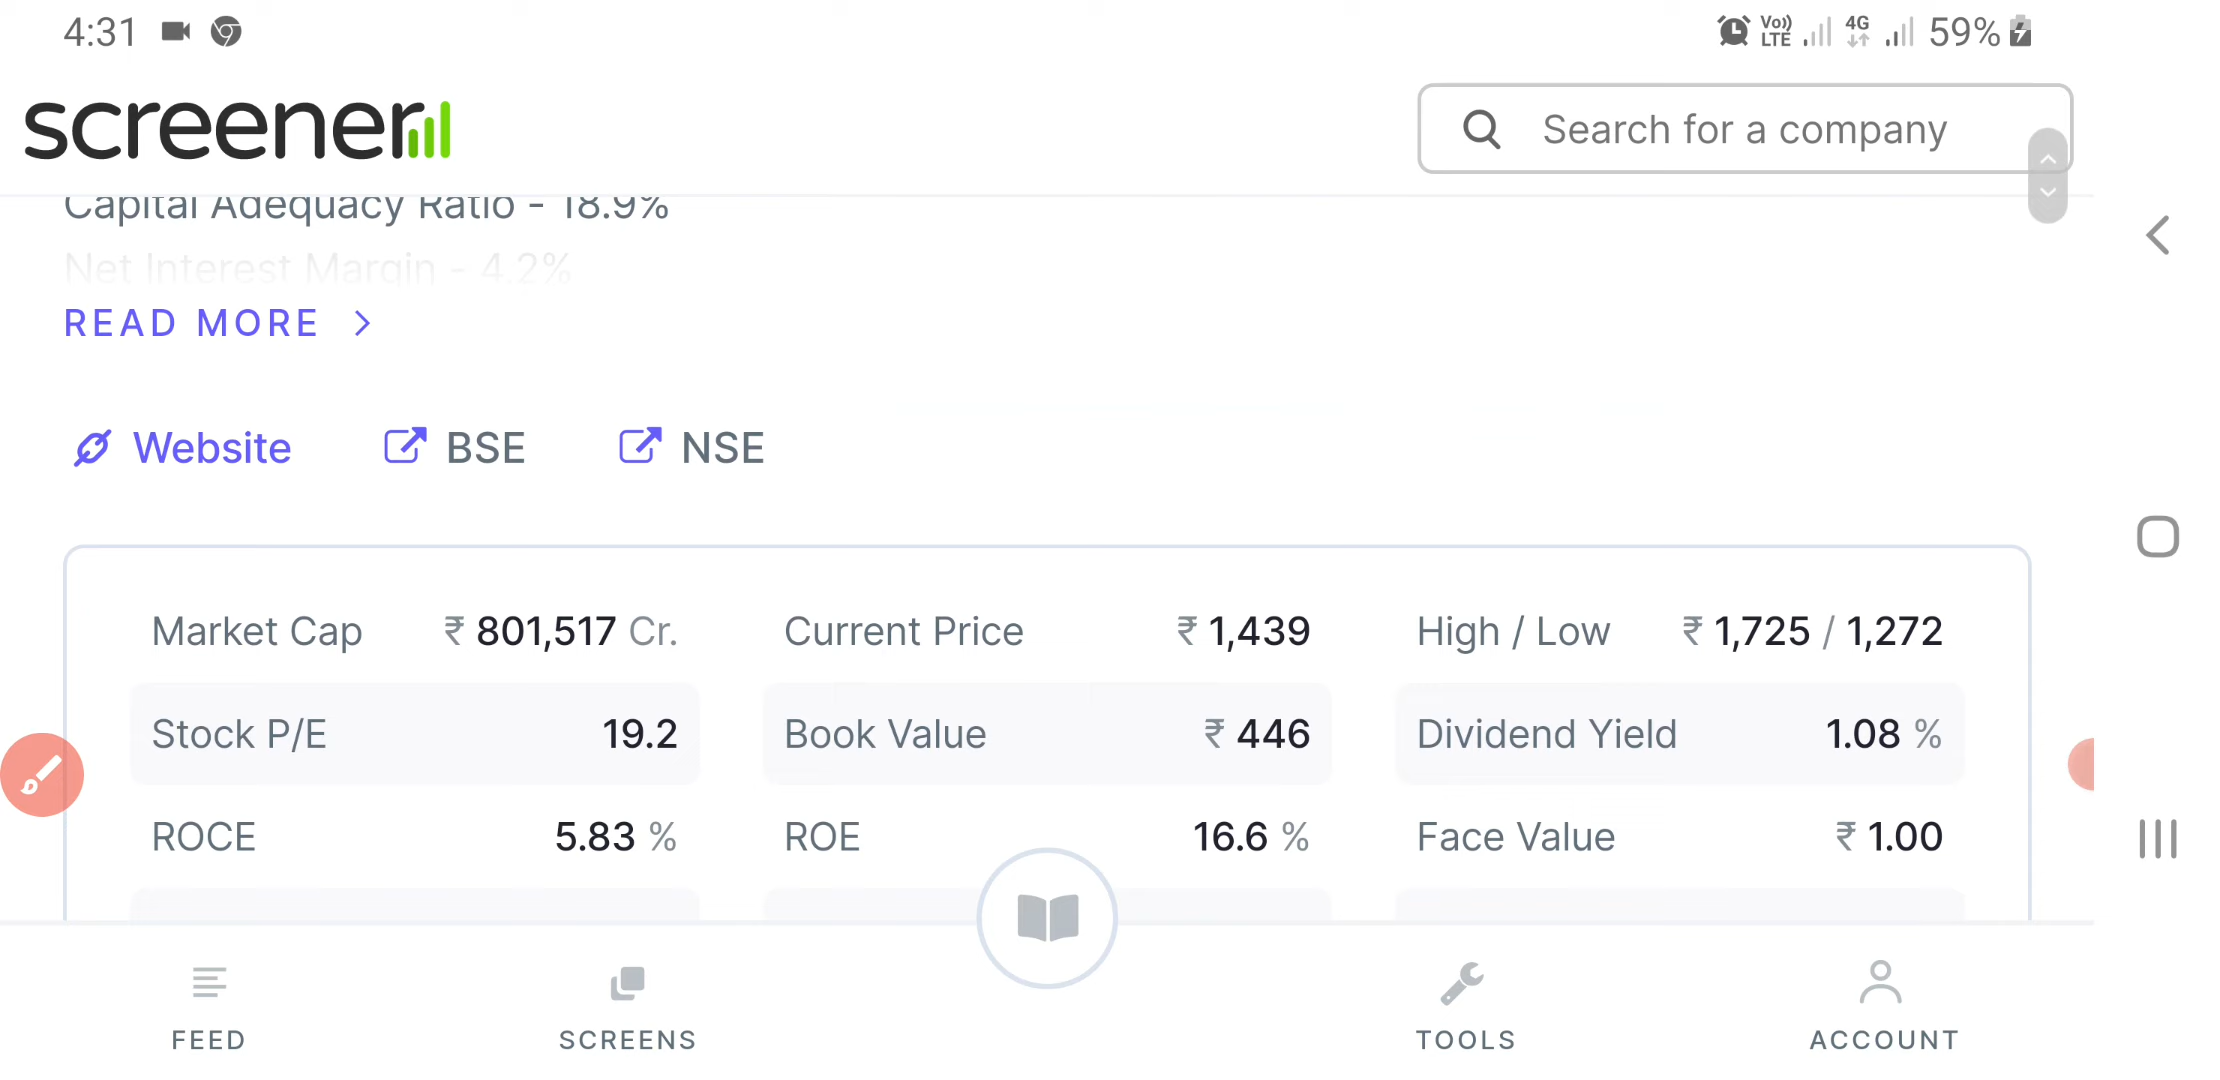 4:31 Vo)) LTE 4G 59%
screener Search for a company
Capital Adequacy Ratio - 18.9%
Net Interest Margin - 4.2%
READ MORE
Website BSE NSE
Market Cap ₹ 801,517 Cr. Current Price ₹ 1,439 High / Low ₹ 1,725 / 1,272
Stock P/E 19.2 Book Value ₹ 446 Dividend Yield 1.08 %
ROCE 5.83 % ROE 16.6 % Face Value ₹ 1.00
FEED SCREENS TOOLS ACCOUNT